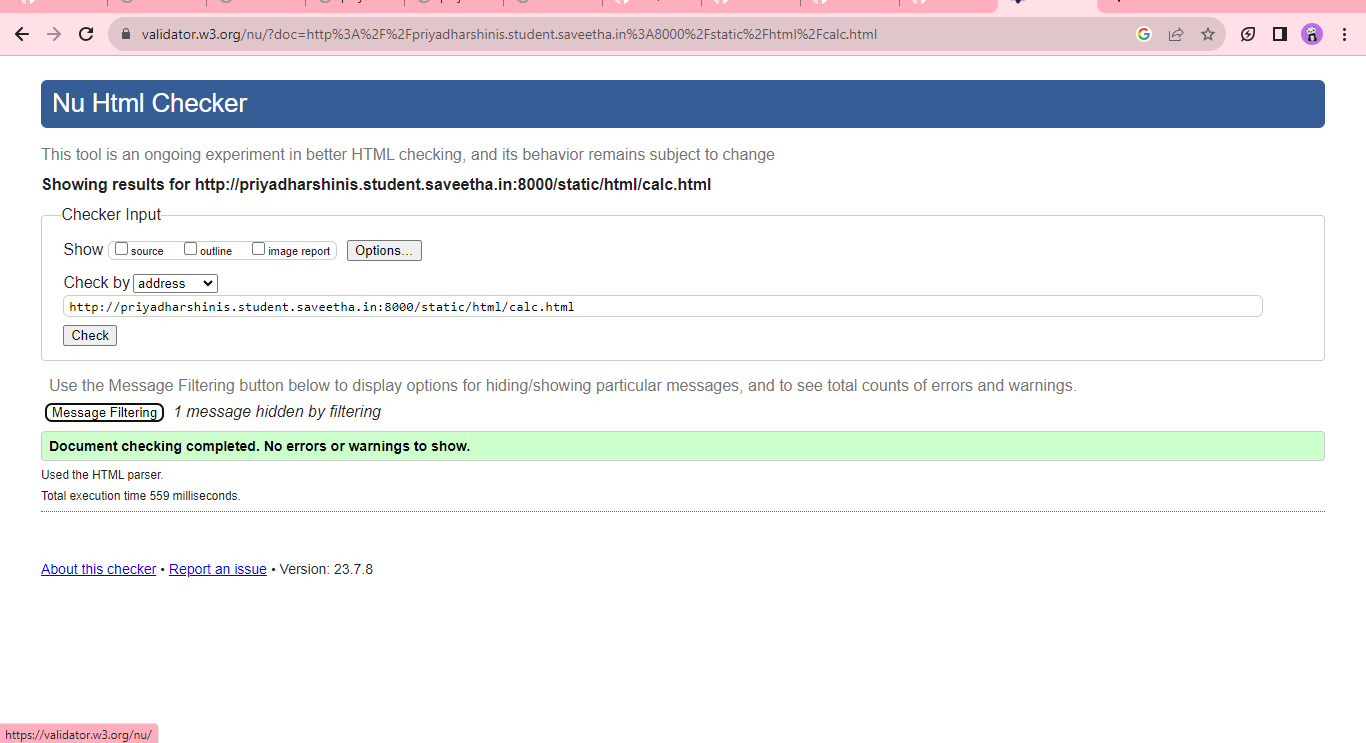 validator.w3.org/nu/?doc=http%3A%2F%2Fpriyadharshinis.student.saveetha.in%3A8000%2Fstatic%2Fhtml%2Fcalc.html
Nu Html Checker
This tool is an ongoing experiment in better HTML checking, and its behavior remains subject to change
Showing results for http://priyadharshinis.student.saveetha.in:8000/static/html/calc.html
Checker Input
Show source outline image report Options...
Check by address
http://priyadharshinis.student.saveetha.in:8000/static/html/calc.html
Check
Use the Message Filtering button below to display options for hiding/showing particular messages, and to see total counts of errors and warnings.
Message Filtering 1 message hidden by filtering
Document checking completed. No errors or warnings to show.
Used the HTML parser.
Total execution time 559 milliseconds.
About this checker • Report an issue • Version: 23.7.8
https://validator.w3.org/nu/